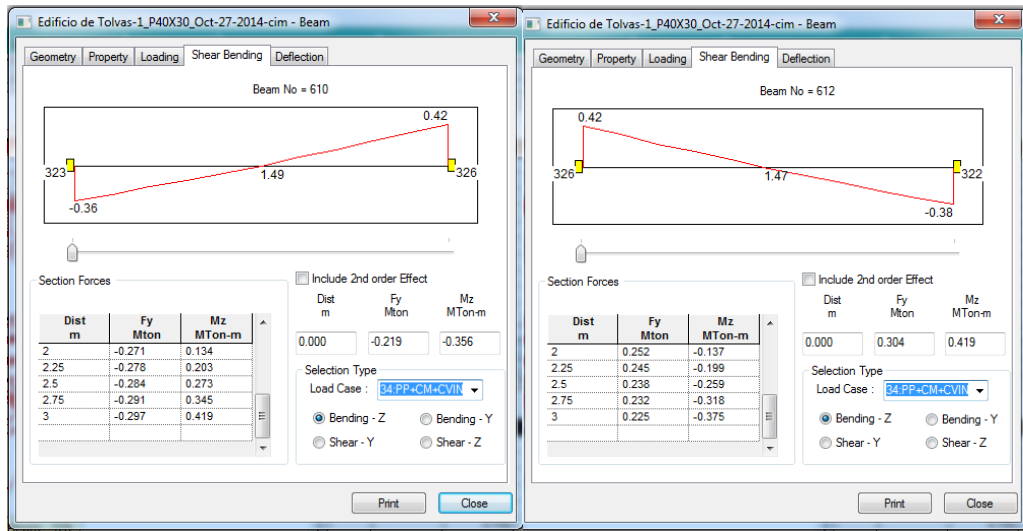 Edificio de Tolvas-1_P40X30_Oct-27-2014-cim - Beam
Geometry Property Loading Shear Bending Deflection
Beam No = 610
0.42
323
1.49
326
-0.36
Section Forces
Dist Fy Mz
m Mton MTon-m
2 -0.271 0.134
2.25 -0.278 0.203
2.5 -0.284 0.273
2.75 -0.291 0.345
3 -0.297 0.419
Include 2nd order Effect
Dist Fy Mz
m Mton MTon-m
0.000 -0.219 -0.356
Selection Type
Load Case : 34:PP+CM+CVIN
Bending - Z Bending - Y
Shear - Y Shear - Z
Print Close
Edificio de Tolvas-1_P40X30_Oct-27-2014-cim - Beam
Geometry Property Loading Shear Bending Deflection
Beam No = 612
0.42
326
1.47
322
-0.38
Section Forces
Dist Fy Mz
m Mton MTon-m
2 0.252 -0.137
2.25 0.245 -0.199
2.5 0.238 -0.259
2.75 0.232 -0.318
3 0.225 -0.375
Include 2nd order Effect
Dist Fy Mz
m Mton MTon-m
0.000 0.304 0.419
Selection Type
Load Case : 34:PP+CM+CVIN
Bending - Z Bending - Y
Shear - Y Shear - Z
Print Close